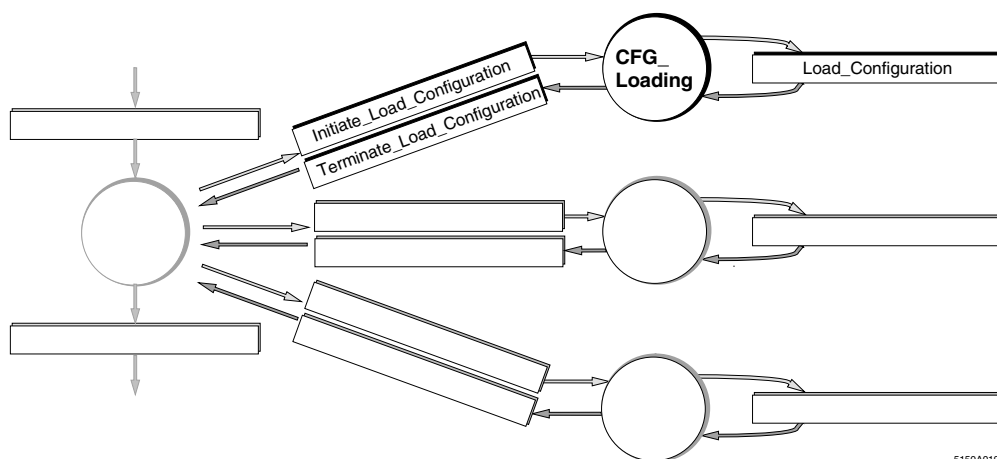 CFG_
Loading
Load_Configuration
Initiate_Load_Configuration
Terminate_Load_Configuration